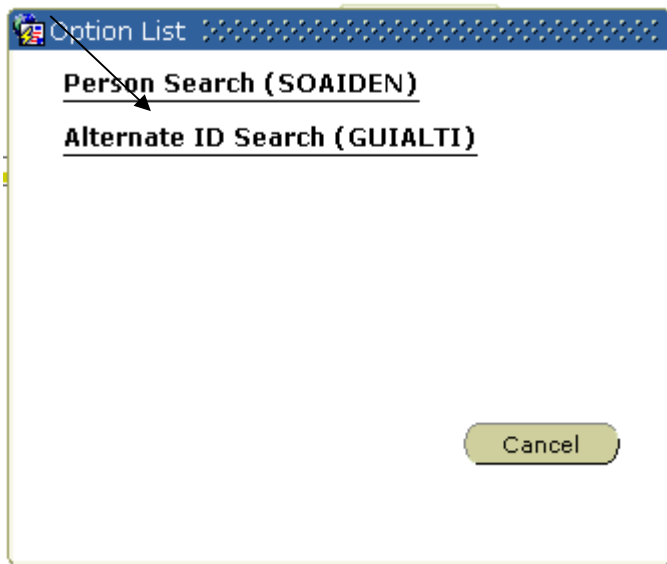 Option List
Person Search (SOAIDEN)
Alternate ID Search (GUIALTI)
Cancel